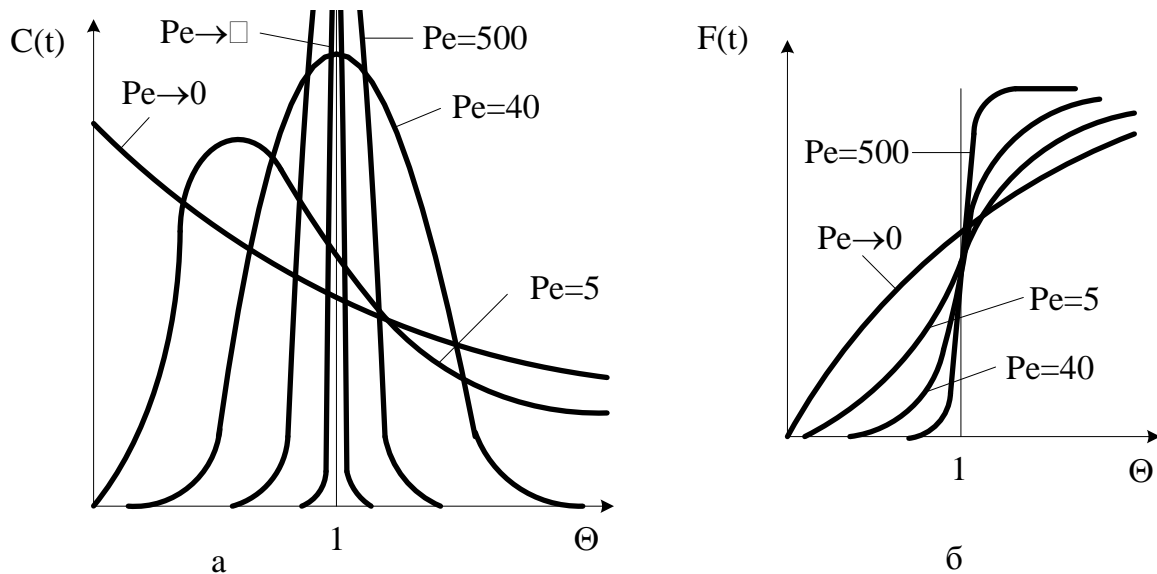 C(t)
Pe→□
Pe=500
Pe→0
Pe=40
Pe=5
1
Θ
а
F(t)
Pe=500
Pe→0
Pe=5
Pe=40
1
Θ
б